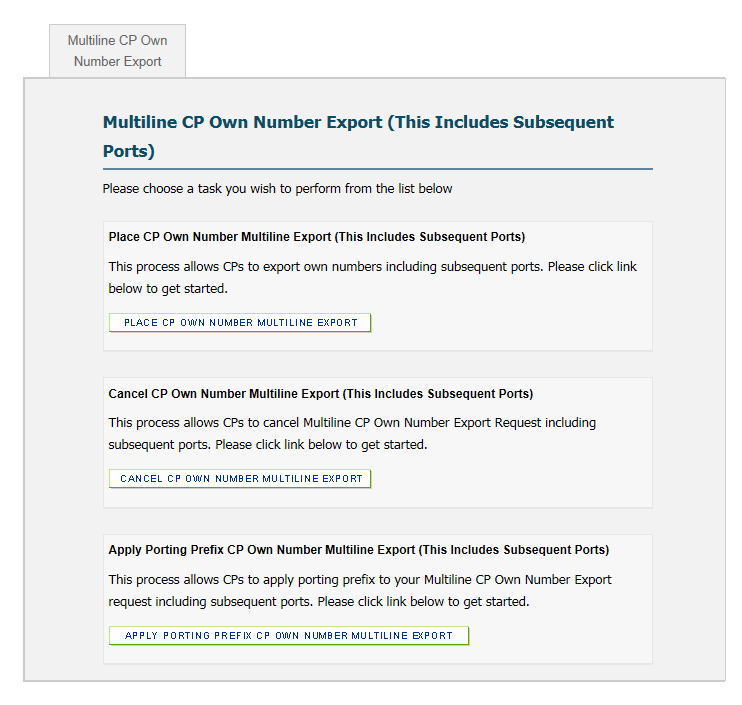 Multiline CP Own
Number Export
Multiline CP Own Number Export (This Includes Subsequent
Ports)
Please choose a task you wish to perform from the list below
Place CP Own Number Multiline Export (This Includes Subsequent Ports)
This process allows CPs to export own numbers including subsequent ports. Please click link
below to get started.
PLACE CP OWN NUMBER MULTILINE EXPORT
Cancel CP Own Number Multiline Export (This Includes Subsequent Ports)
This process allows CPs to cancel Multiline CP Own Number Export Request including
subsequent ports. Please click link below to get started.
CANCEL CP OWN NUMBER MULTILINE EXPORT
Apply Porting Prefix CP Own Number Multiline Export (This Includes Subsequent Ports)
This process allows CPs to apply porting prefix to your Multiline CP Own Number Export
request including subsequent ports. Please click link below to get started.
APPLY PORTING PREFIX CP OWN NUMBER MULTILINE EXPORT